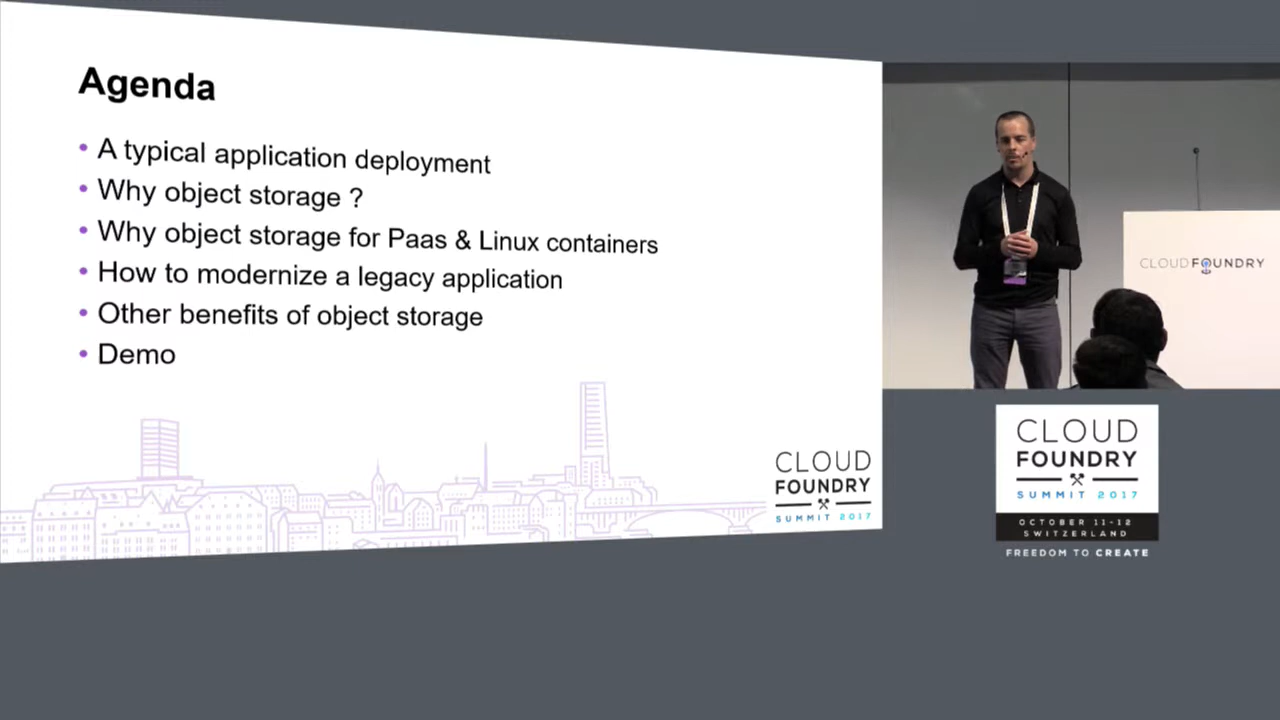 Agenda
• A typical application deployment
• Why object storage ?
• Why object storage for Paas & Linux containers
• How to modernize a legacy application
• Other benefits of object storage
• Demo
CLOUD
FOUNDRY
SUMMIT 2017
CLOUDFOUNDRY
CLOUD
FOUNDRY
SUMMIT 2017
OCTOBER 11-12
SWITZERLAND
FREEDOM TO CREATE